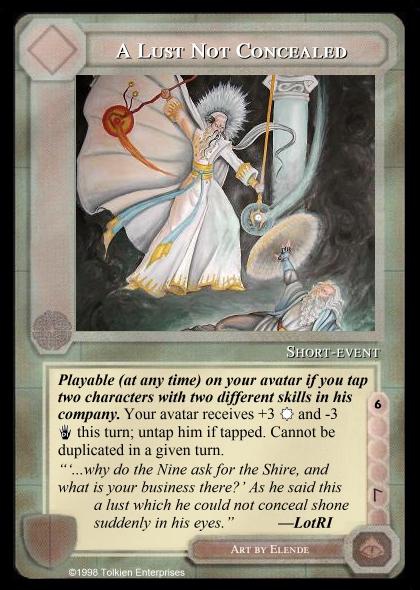 A Lust Not Concealed
Short-event
Playable (at any time) on your avatar if you tap
two characters with two different skills in his
company. Your avatar receives +3 and -3
this turn; untap him if tapped. Cannot be
duplicated in a given turn.
“‘...why do the Nine ask for the Shire, and
what is your business there?’ As he said this
a lust which he could not conceal shone
suddenly in his eyes.” —LotRI
6
7
Art by Elende
©1998 Tolkien Enterprises